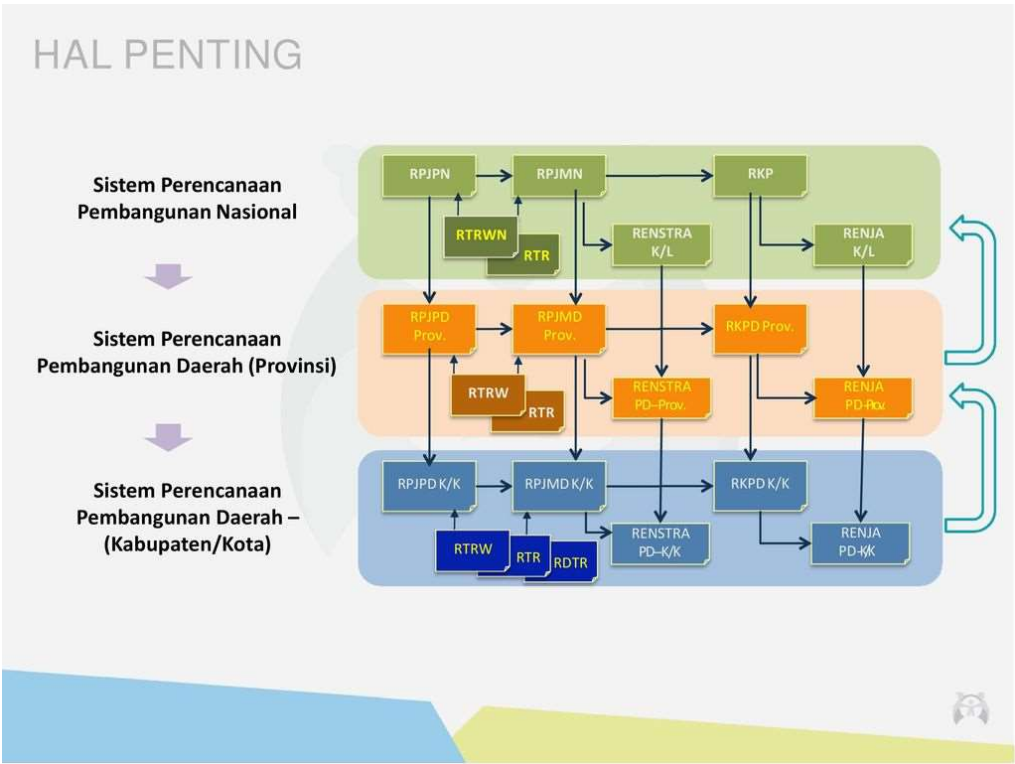 HAL PENTING
Sistem Perencanaan
Pembangunan Nasional
RPJPN
RPJMN
RKP
RTRWN
RTR
RENSTRA
K/L
RENJA
K/L
Sistem Perencanaan
Pembangunan Daerah (Provinsi)
RPJPD
Prov.
RPJMD
Prov.
RKPD Prov.
RTRW
RTR
RENSTRA
PD–Prov.
RENJA
PD-Prov.
Sistem Perencanaan
Pembangunan Daerah –
(Kabupaten/Kota)
RPJPD K/K
RPJMD K/K
RKPD K/K
RTRW
RTR
RDTR
RENSTRA
PD–K/K
RENJA
PD-K/K